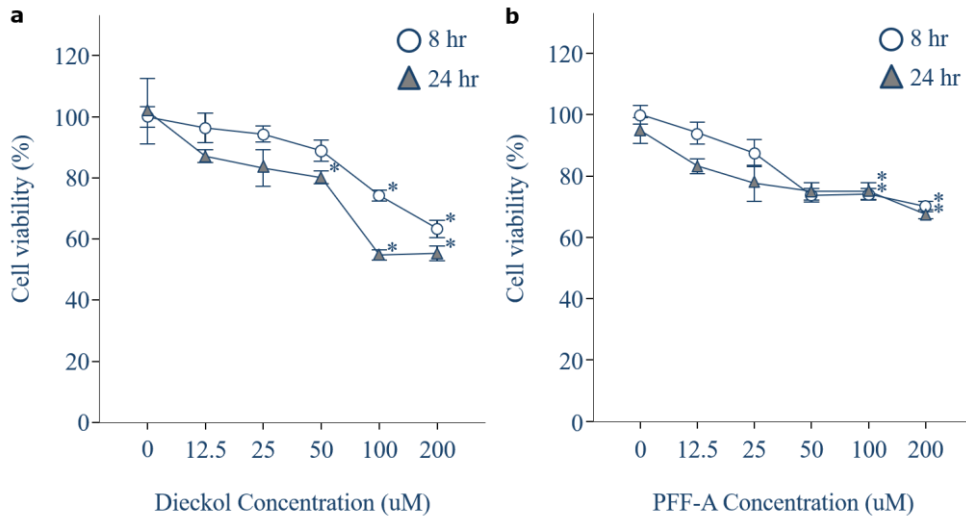 a
8 hr
24 hr
Cell viability (%)
120
100
80
60
40
20
0
* * * * *
0 12.5 25 50 100 200
Dieckol Concentration (uM)
b
8 hr
24 hr
Cell viability (%)
120
100
80
60
40
20
0
* * * *
0 12.5 25 50 100 200
PFF-A Concentration (uM)